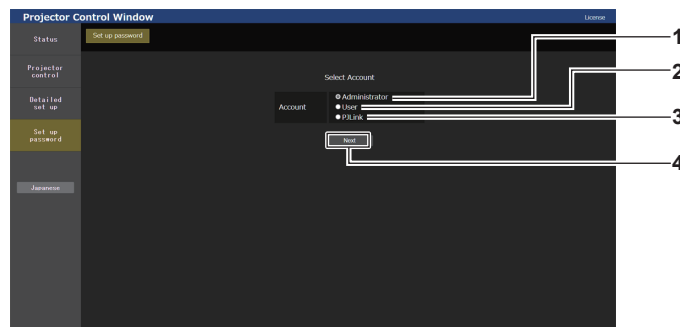 Projector Control Window
License
Status
Set up password
Projector
control
Detailed
set up
Set up
password
Japanese
Select Account
Account
Administrator
User
PJLink
Next
1
2
3
4